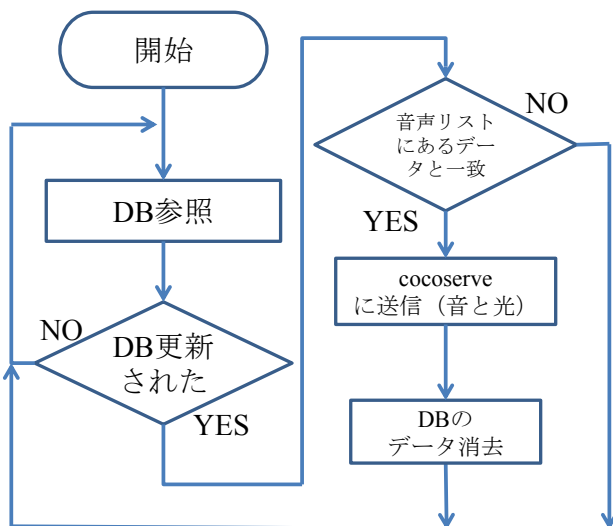 開始
DB参照
NO
DB更新
された
YES
音声リスト
にあるデー
タと一致
NO
YES
cocoserve
に送信（音と光）
DBの
データ消去